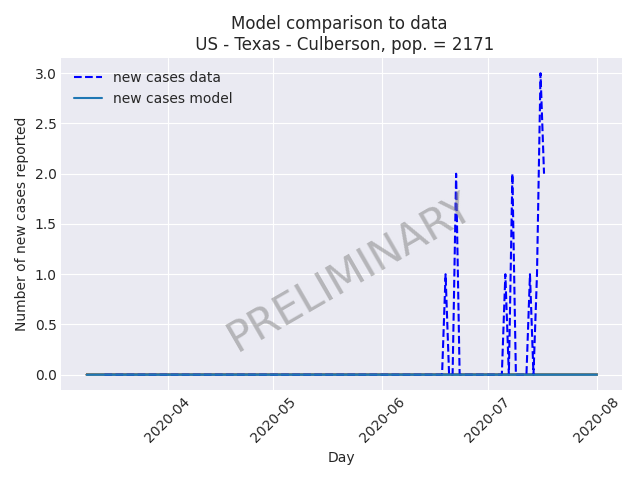 Model comparison to data
US - Texas - Culberson, pop. = 2171
new cases data
new cases model
PRELIMINARY
Number of new cases reported
3.0
2.5
2.0
1.5
1.0
0.5
0.0
2020-04
2020-05
2020-06
2020-07
2020-08
Day